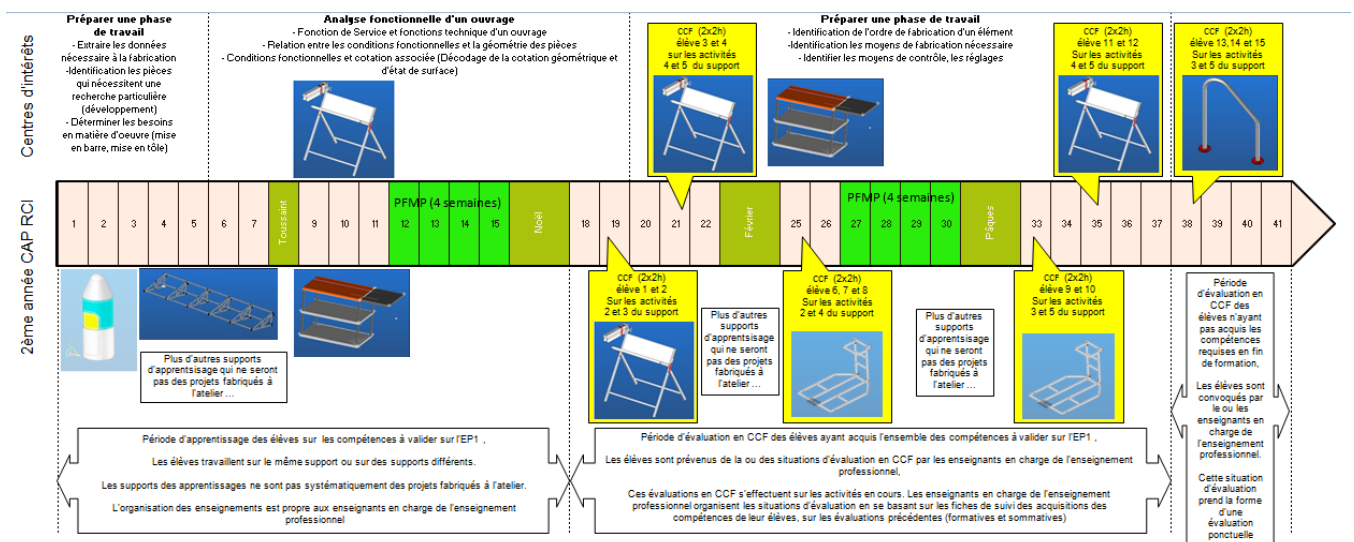 Centres d'intérêts
Préparer une phase
de travail
- Extraire les données
nécessaire à la fabrication
-Identification les pièces
qui nécessitent une
recherche particulière
(développement)
- Déterminer les besoins
en matière d'oeuvre (mise
en barre, mise en tôle)
Analyse fonctionnelle d'un ouvrage
- Fonction de Service et fonctions technique d'un ouvrage
- Relation entre les conditions fonctionnelles et la géométrie des pièces
- Conditions fonctionnelles et cotation associée (Décodage de la cotation géométrique et
d'état de surface)
CCF (2x2h)
élève 3 et 4
Sur les activités
4 et 5 du support
Préparer une phase de travail
- Identification de l'ordre de fabrication d'un élément
-Identification les moyens de fabrication nécessaire
- Identifier les moyens de contrôle, les réglages
CCF (2x2h)
élève 11 et 12
Sur les activités
4 et 5 du support
CCF (2x2h)
élève 13,14 et 15
Sur les activités
3 et 5 du support
2ème année CAP RCI
1 2 3 4 5 6 7 Toussaint 9 10 11 PFMP (4 semaines) 12 13 14 15 Noël 18 19 20 21 22 Février 25 26 PFMP (4 semaines) 27 28 29 30 Pâques 33 34 35 36 37 38 39 40 41
Plus d'autres supports
d'apprentsisage qui ne seront
pas des projets fabriqués à
l'atelier ...
CCF (2x2h)
élève 1 et 2
Sur les activités
2 et 3 du support
Plus d'autres
supports
d'apprentsisage
qui ne seront
pas des projets
fabriqués à
l'atelier ...
CCF (2x2h)
élève 6, 7 et 8
Sur les activités
2 et 4 du support
Plus d'autres
supports
d'apprentsisage
qui ne seront
pas des projets
fabriqués à
l'atelier ...
CCF (2x2h)
élève 9 et 10
Sur les activités
3 et 5 du support
Période
d'évaluation en
CCF des
élèves n'ayant
pas acquis les
compétences
requises en fin
de formation,
Les élèves sont
convoqués par
le ou les
enseignants en
charge de
l'enseignement
professionnel.
Cette situation
d'évaluation
prend la forme
d'une
évaluation
ponctuelle
Période d'apprentissage des élèves sur les compétences à valider sur l'EP1 ,
Les élèves travaillent sur le même support ou sur des supports différents.
Les supports des apprentissages ne sont pas systématiquement des projets fabriqués à l'atelier.
L'organisation des enseignements est propre aux enseignants en charge de l'enseignement
professionnel
Période d'évaluation en CCF des élèves ayant acquis l'ensemble des compétences à valider sur l'EP1 ,
Les élèves sont prévenus de la ou des situations d'évaluation en CCF par les enseignants en charge de l'enseignement
professionnel,
Ces évaluations en CCF s'effectuent sur les activités en cours. Les enseignants en charge de l'enseignement
professionnel organisent les situations d'évaluation en se basant sur les fiches de suivi des acquisitions des
compétences de leur élèves, sur les évaluations précédentes (formatives et sommatives)